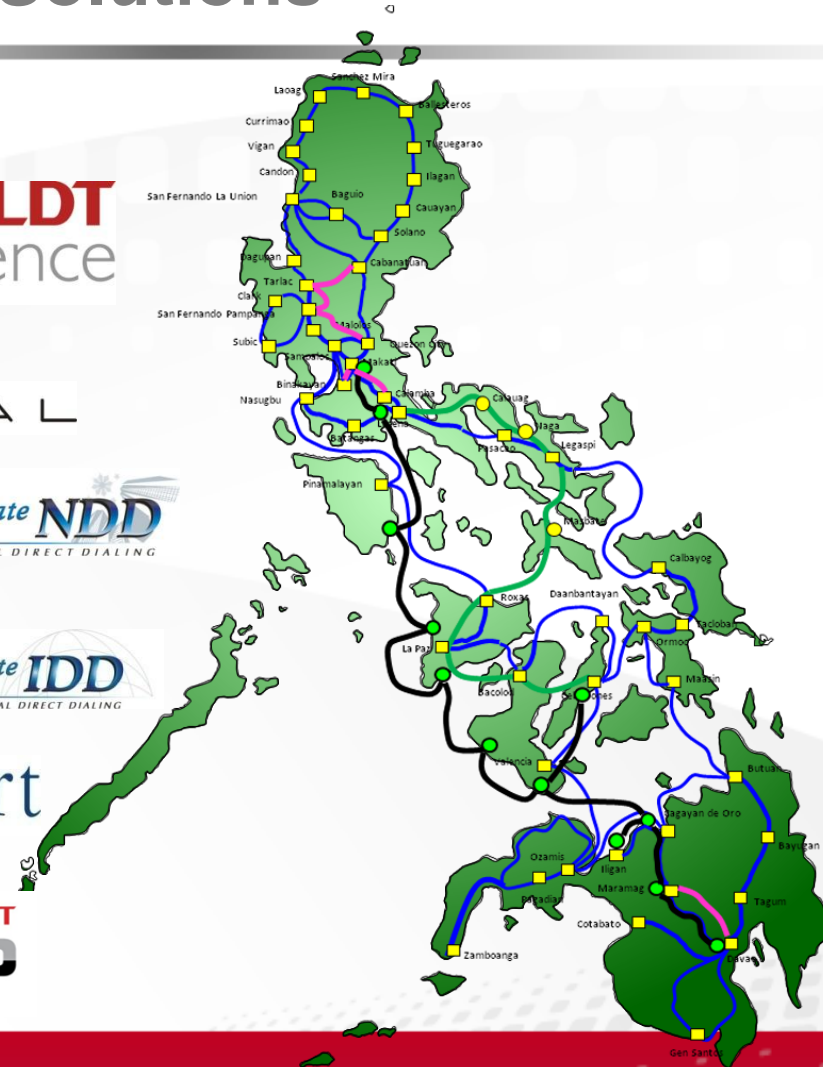 Sanchez Mira
Laoag
Ballesteros
Currimao
Vigan
Tuguegarao
Candon
Ilagan
LDT
San Fernando La Union
Baguio
Cauayan
Solano
ence
Dagupan
Cabanatuan
Tarlac
Clark
San Fernando Pampanga
Malolos
Subic
Quezon City
Sampaloc
Makati
Binakayan
Nasugbu
Calamba
Calauag
A L
Lucena
Naga
Batangas
Pasacao
Legaspi
Pinamalayan
ate NDD
L DIRECT DIALING
Masbate
Calbayog
Roxas
Daanbantayan
Tacloban
Ormoc
La Paz
te IDD
AL DIRECT DIALING
Bacolod
Maasin
Valencia
Butuan
rt
Cagayan de Oro
Bayugan
Ozamis
Iligan
Maramag
Pagadian
Tagum
T
Cotabato
Davao
Zamboanga
Gen Santos